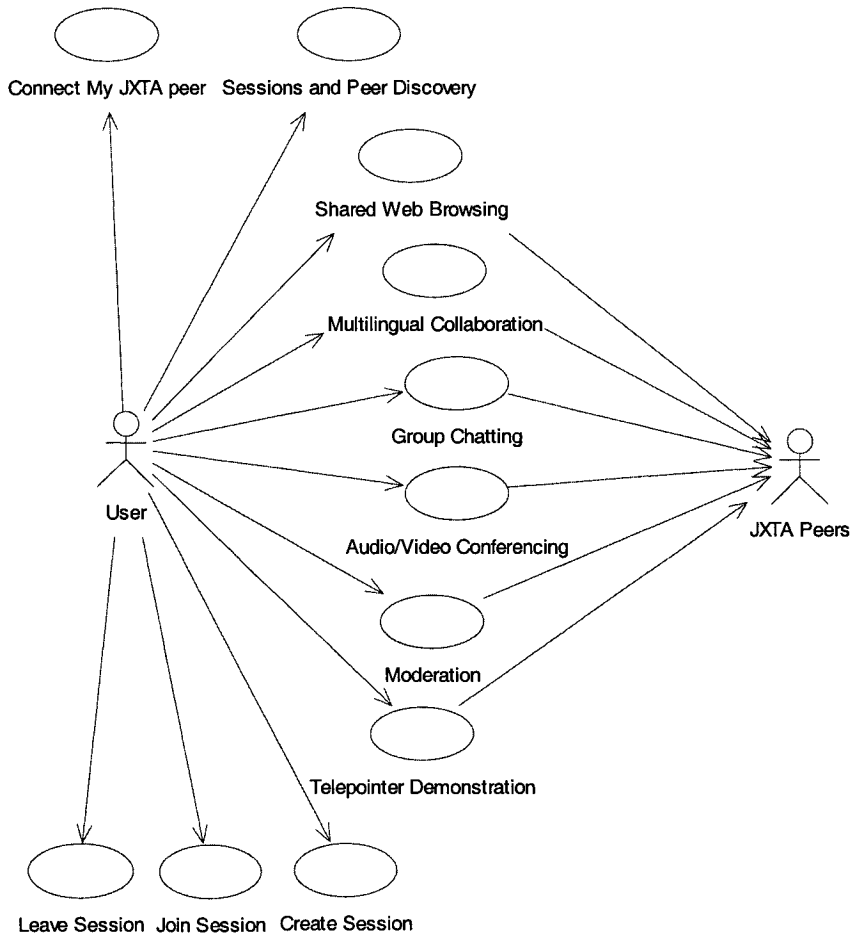 Connect My JXTA peer
Sessions and Peer Discovery
Shared Web Browsing
Multilingual Collaboration
Group Chatting
User
JXTA Peers
Audio/Video Conferencing
Moderation
Telepointer Demonstration
Leave Session
Join Session
Create Session